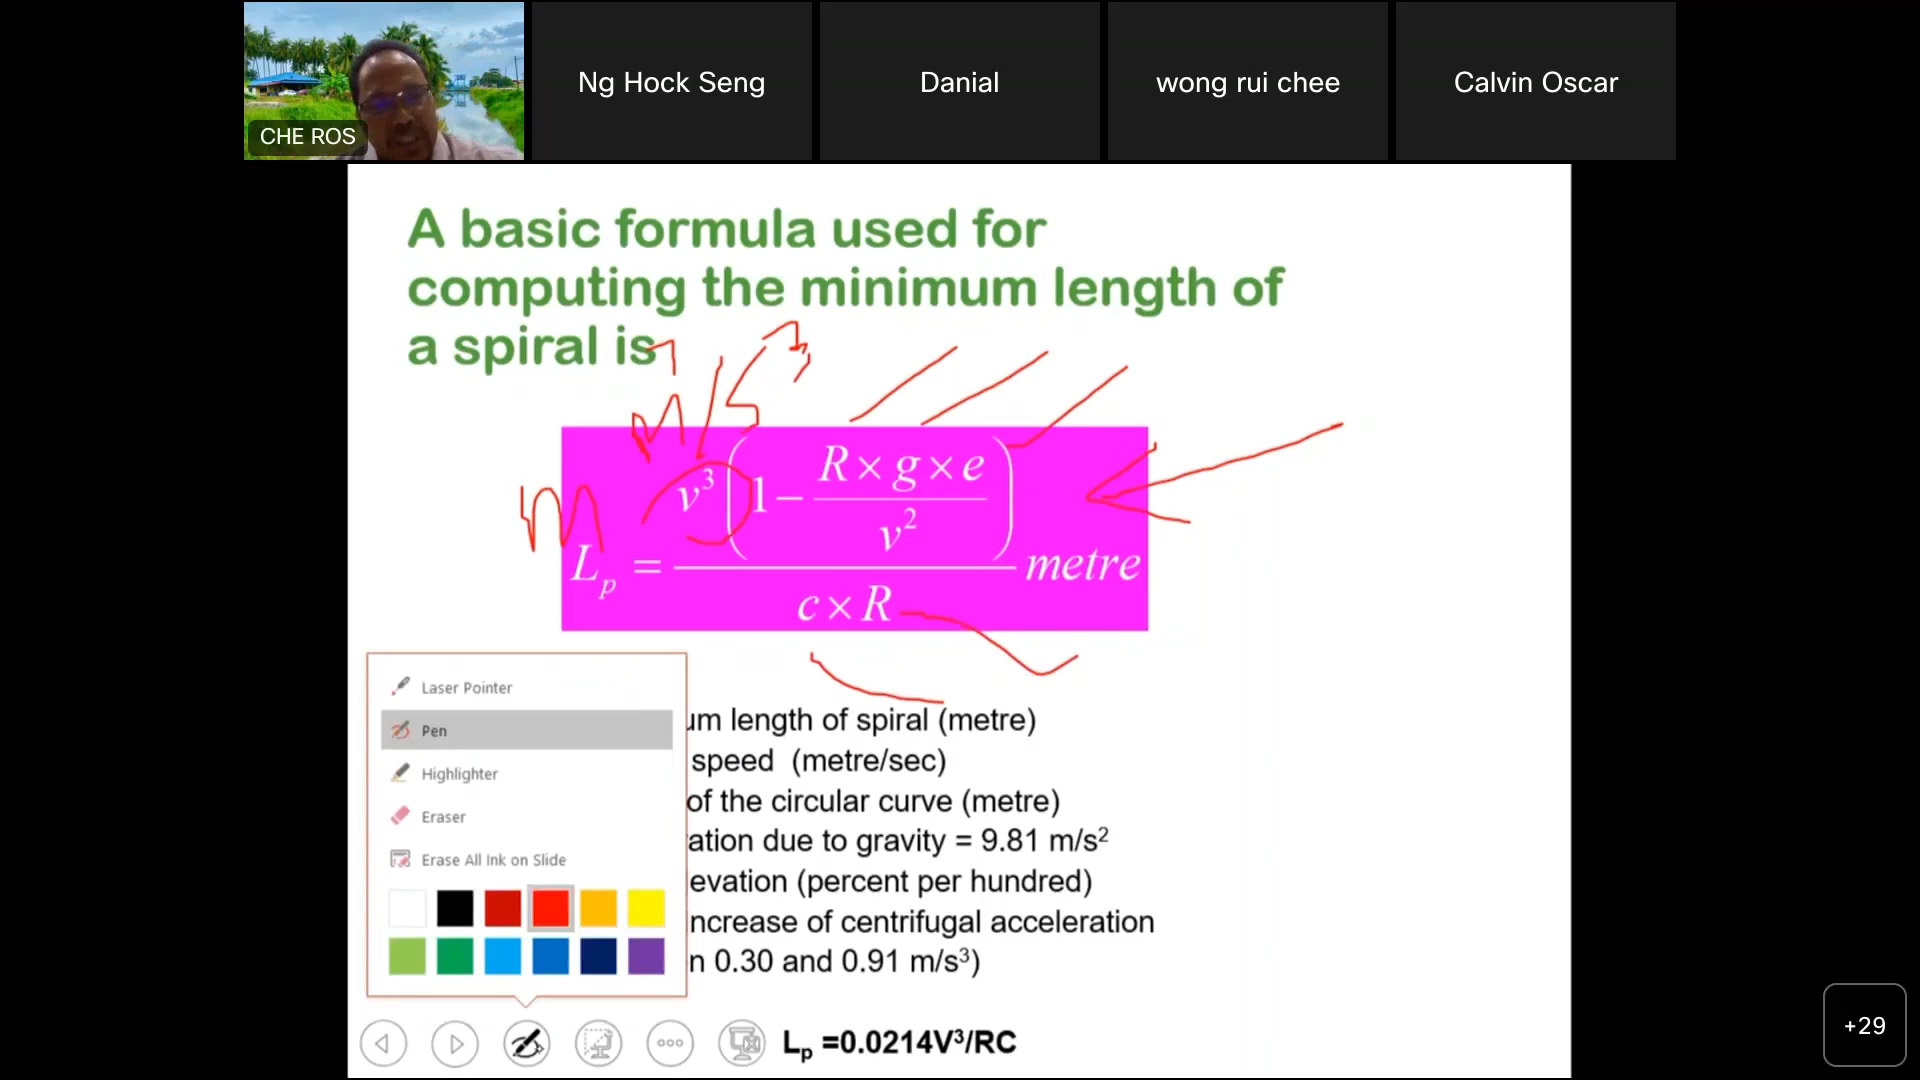 CHE ROS
Ng Hock Seng
Danial
wong rui chee
Calvin Oscar
A basic formula used for
computing the minimum length of
a spiral is
m/s
m
L_p = v³(1 − (R × g × e)/v²) / (c × R) metre
Laser Pointer
Pen
Highlighter
Eraser
Erase All Ink on Slide
um length of spiral (metre)
speed (metre/sec)
of the circular curve (metre)
ation due to gravity = 9.81 m/s²
evation (percent per hundred)
ncrease of centrifugal acceleration
n 0.30 and 0.91 m/s³)
L_p =0.0214V³/RC
+29